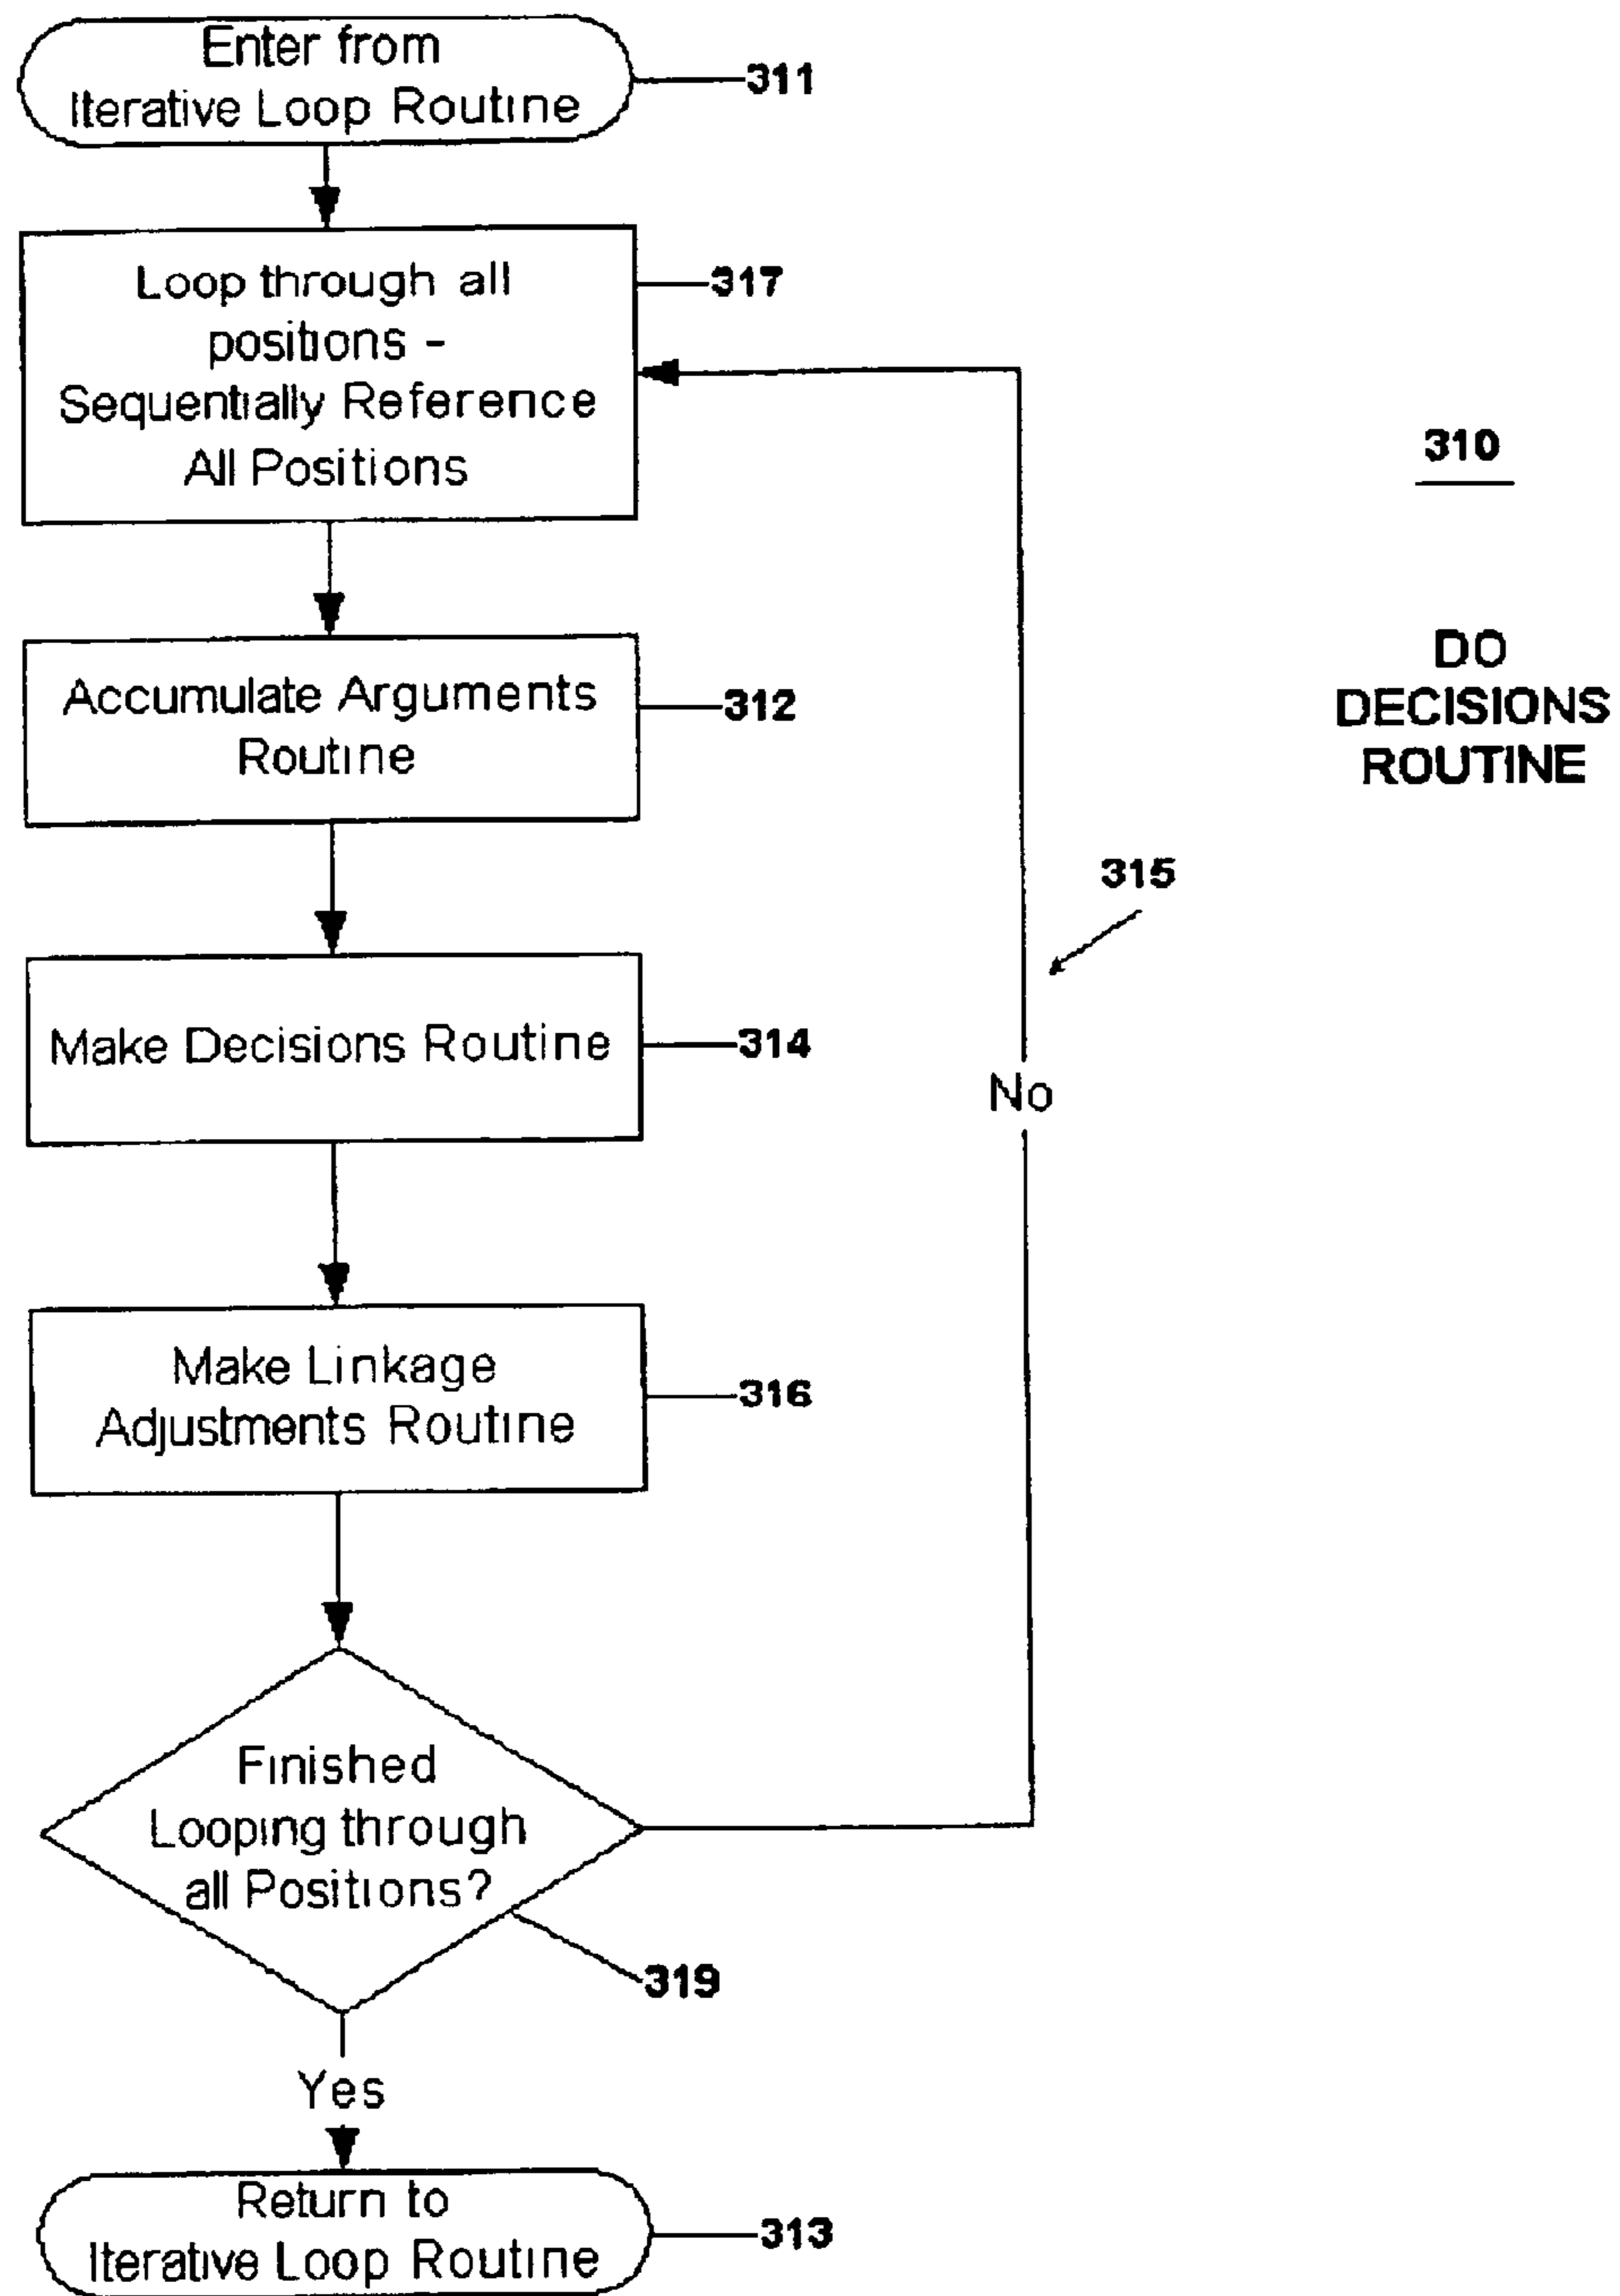 Enter from
Iterative Loop Routine
311
Loop through all
positions -
Sequentially Reference
All Positions
317
310
DO
DECISIONS
ROUTINE
Accumulate Arguments
Routine
312
315
Make Decisions Routine
314
No
Make Linkage
Adjustments Routine
316
Finished
Looping through
all Positions?
319
Yes
Return to
Iterative Loop Routine
313